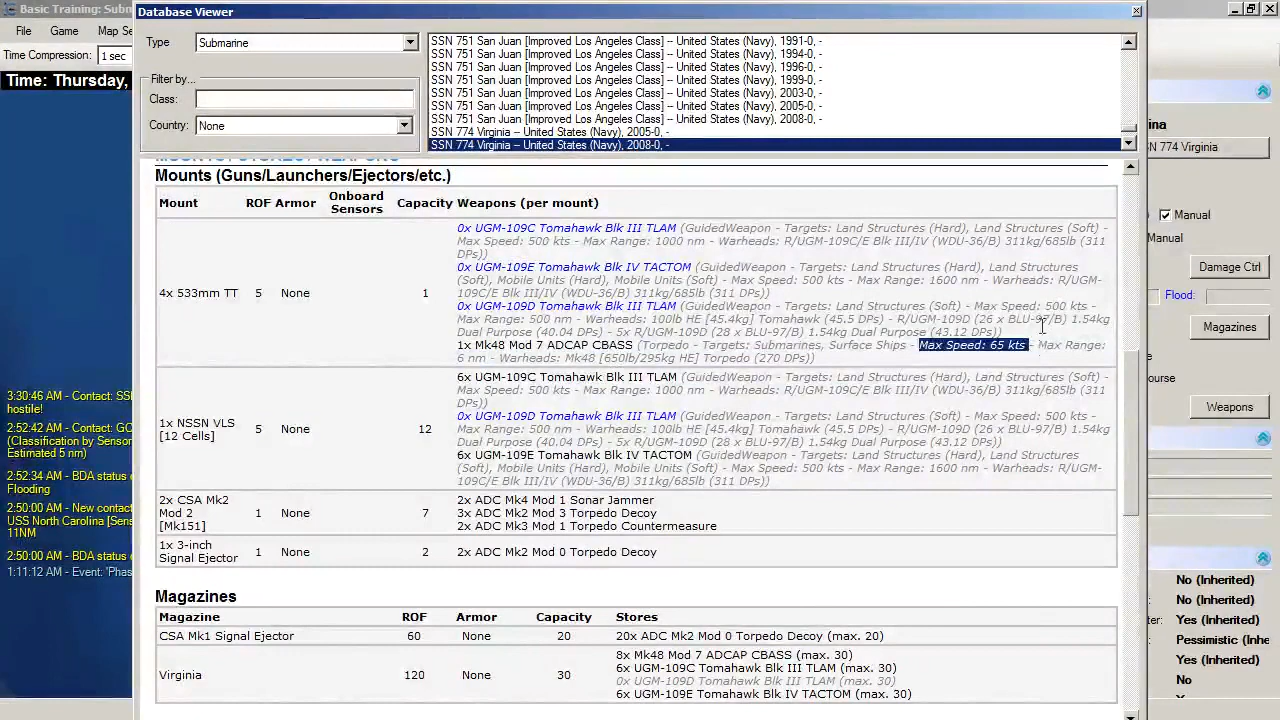 Basic Training: Subm
File Game Map Se
Time Compression: 1 sec
Time: Thursday,
3:30:46 AM - Contact: SS
hostile!
2:52:42 AM - Contact: GO
(Classification by Sensor
Estimated 5 nm)
2:52:34 AM - BDA status o
Flooding
2:50:00 AM - New contact
USS North Carolina [Sens
11NM
2:50:00 AM - BDA status o
1:11:12 AM - Event: 'Phas
Database Viewer
Type Submarine
Filter by...
Class:
Country: None
SSN 751 San Juan [Improved Los Angeles Class] -- United States (Navy), 1991-0, -
SSN 751 San Juan [Improved Los Angeles Class] -- United States (Navy), 1994-0, -
SSN 751 San Juan [Improved Los Angeles Class] -- United States (Navy), 1996-0, -
SSN 751 San Juan [Improved Los Angeles Class] -- United States (Navy), 1999-0, -
SSN 751 San Juan [Improved Los Angeles Class] -- United States (Navy), 2003-0, -
SSN 751 San Juan [Improved Los Angeles Class] -- United States (Navy), 2005-0, -
SSN 751 San Juan [Improved Los Angeles Class] -- United States (Navy), 2008-0, -
SSN 774 Virginia -- United States (Navy), 2005-0, -
SSN 774 Virginia -- United States (Navy), 2008-0, -
Mounts (Guns/Launchers/Ejectors/etc.)
Mount ROF Armor Onboard Sensors Capacity Weapons (per mount)
4x 533mm TT 5 None 1
0x UGM-109C Tomahawk Blk III TLAM (GuidedWeapon - Targets: Land Structures (Hard), Land Structures (Soft) -
Max Speed: 500 kts - Max Range: 1000 nm - Warheads: R/UGM-109C/E Blk III/IV (WDU-36/B) 311kg/685lb (311
DPs))
0x UGM-109E Tomahawk Blk IV TACTOM (GuidedWeapon - Targets: Land Structures (Hard), Land Structures
(Soft), Mobile Units (Hard), Mobile Units (Soft) - Max Speed: 500 kts - Max Range: 1600 nm - Warheads: R/UGM-
109C/E Blk III/IV (WDU-36/B) 311kg/685lb (311 DPs))
0x UGM-109D Tomahawk Blk III TLAM (GuidedWeapon - Targets: Land Structures (Soft) - Max Speed: 500 kts -
Max Range: 500 nm - Warheads: 100lb HE [45.4kg] Tomahawk (45.5 DPs) - R/UGM-109D (26 x BLU-97/B) 1.54kg
Dual Purpose (40.04 DPs) - 5x R/UGM-109D (28 x BLU-97/B) 1.54kg Dual Purpose (43.12 DPs))
1x Mk48 Mod 7 ADCAP CBASS (Torpedo - Targets: Submarines, Surface Ships - Max Speed: 65 kts - Max Range:
6 nm - Warheads: Mk48 [650lb/295kg HE] Torpedo (270 DPs))
1x NSSN VLS
[12 Cells] 5 None 12
6x UGM-109C Tomahawk Blk III TLAM (GuidedWeapon - Targets: Land Structures (Hard), Land Structures (Soft) -
Max Speed: 500 kts - Max Range: 1000 nm - Warheads: R/UGM-109C/E Blk III/IV (WDU-36/B) 311kg/685lb (311
DPs))
0x UGM-109D Tomahawk Blk III TLAM (GuidedWeapon - Targets: Land Structures (Soft) - Max Speed: 500 kts -
Max Range: 500 nm - Warheads: 100lb HE [45.4kg] Tomahawk (45.5 DPs) - R/UGM-109D (26 x BLU-97/B) 1.54kg
Dual Purpose (40.04 DPs) - 5x R/UGM-109D (28 x BLU-97/B) 1.54kg Dual Purpose (43.12 DPs))
6x UGM-109E Tomahawk Blk IV TACTOM (GuidedWeapon - Targets: Land Structures (Hard), Land Structures
(Soft), Mobile Units (Hard), Mobile Units (Soft) - Max Speed: 500 kts - Max Range: 1600 nm - Warheads: R/UGM-
109C/E Blk III/IV (WDU-36/B) 311kg/685lb (311 DPs))
2x CSA Mk2
Mod 2
[Mk151] 1 None 7
2x ADC Mk4 Mod 1 Sonar Jammer
3x ADC Mk2 Mod 3 Torpedo Decoy
2x ADC Mk3 Mod 1 Torpedo Countermeasure
1x 3-inch
Signal Ejector 1 None 2 2x ADC Mk2 Mod 0 Torpedo Decoy
Magazines
Magazine ROF Armor Capacity Stores
CSA Mk1 Signal Ejector 60 None 20 20x ADC Mk2 Mod 0 Torpedo Decoy (max. 20)
Virginia 120 None 30
8x Mk48 Mod 7 ADCAP CBASS (max. 30)
6x UGM-109C Tomahawk Blk III TLAM (max. 30)
0x UGM-109D Tomahawk Blk III TLAM (max. 30)
6x UGM-109E Tomahawk Blk IV TACTOM (max. 30)
ina
N 774 Virginia
Manual
Manual
Damage Ctrl
Flood:
Magazines
ourse
Weapons
No (Inherited)
No (Inherited)
ter: Yes (Inherited)
Pessimistic (Inhe
Yes (Inherited)
No